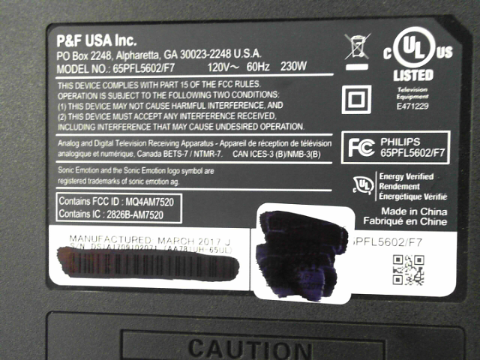 P&F USA Inc.
PO Box 2248, Alpharetta, GA 30023-2248 U.S.A.
MODEL NO.: 65PFL5602/F7 120V~ 60Hz 230W
THIS DEVICE COMPLIES WITH PART 15 OF THE FCC RULES.
OPERATION IS SUBJECT TO THE FOLLOWING TWO CONDITIONS:
(1) THIS DEVICE MAY NOT CAUSE HARMFUL INTERFERENCE, AND
(2) THIS DEVICE MUST ACCEPT ANY INTERFERENCE RECEIVED,
INCLUDING INTERFERENCE THAT MAY CAUSE UNDESIRED OPERATION.
Analog and Digital Television Receiving Apparatus - Appareil de réception de télévision
analogique et numérique, Canada BETS-7 / NTMR-7. CAN ICES-3 (B)/NMB-3(B)
Sonic Emotion and the Sonic Emotion logo are
registered trademarks of sonic emotion ag.
Contains FCC ID : MQ4AM7520
Contains IC : 2826B-AM7520
MANUFACTURED: MARCH 2017
C UL US
LISTED
Television
Equipment
E471229
FC PHILIPS
65PFL5602/F7
UL Energy Verified
Rendement
Énergétique Vérifié
Made in China
Fabriqué en China
5PFL5602/F7
CAUTION